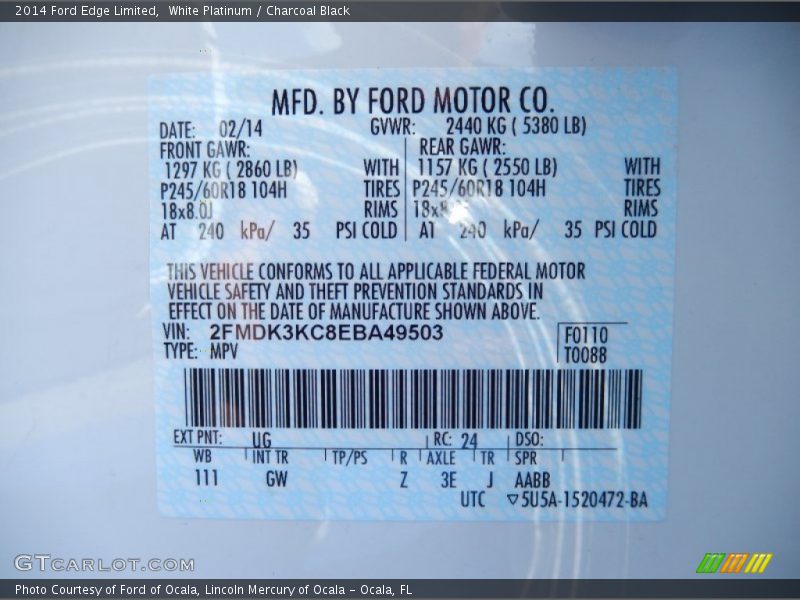 2014 Ford Edge Limited, White Platinum / Charcoal Black
MFD. BY FORD MOTOR CO.
DATE: 02/14 GVWR: 2440 KG ( 5380 LB)
FRONT GAWR: REAR GAWR:
1297 KG ( 2860 LB) WITH 1157 KG ( 2550 LB) WITH
P245/60R18 104H TIRES P245/60R18 104H TIRES
18x8.0J RIMS RIMS
AT 240 kPa/ 35 PSI COLD AT 240 kPa/ 35 PSI COLD
THIS VEHICLE CONFORMS TO ALL APPLICABLE FEDERAL MOTOR
VEHICLE SAFETY AND THEFT PREVENTION STANDARDS IN
EFFECT ON THE DATE OF MANUFACTURE SHOWN ABOVE.
VIN: 2FMDK3KC8EBA49503 F0110
TYPE: MPV T0088
EXT PNT: UG RC: 24 DSO:
WB INT TR TP/PS R AXLE TR SPR
111 GW Z 3E J AABB
UTC ▽5U5A-1520472-BA
GTCARLOT.COM
Photo Courtesy of Ford of Ocala, Lincoln Mercury of Ocala – Ocala, FL